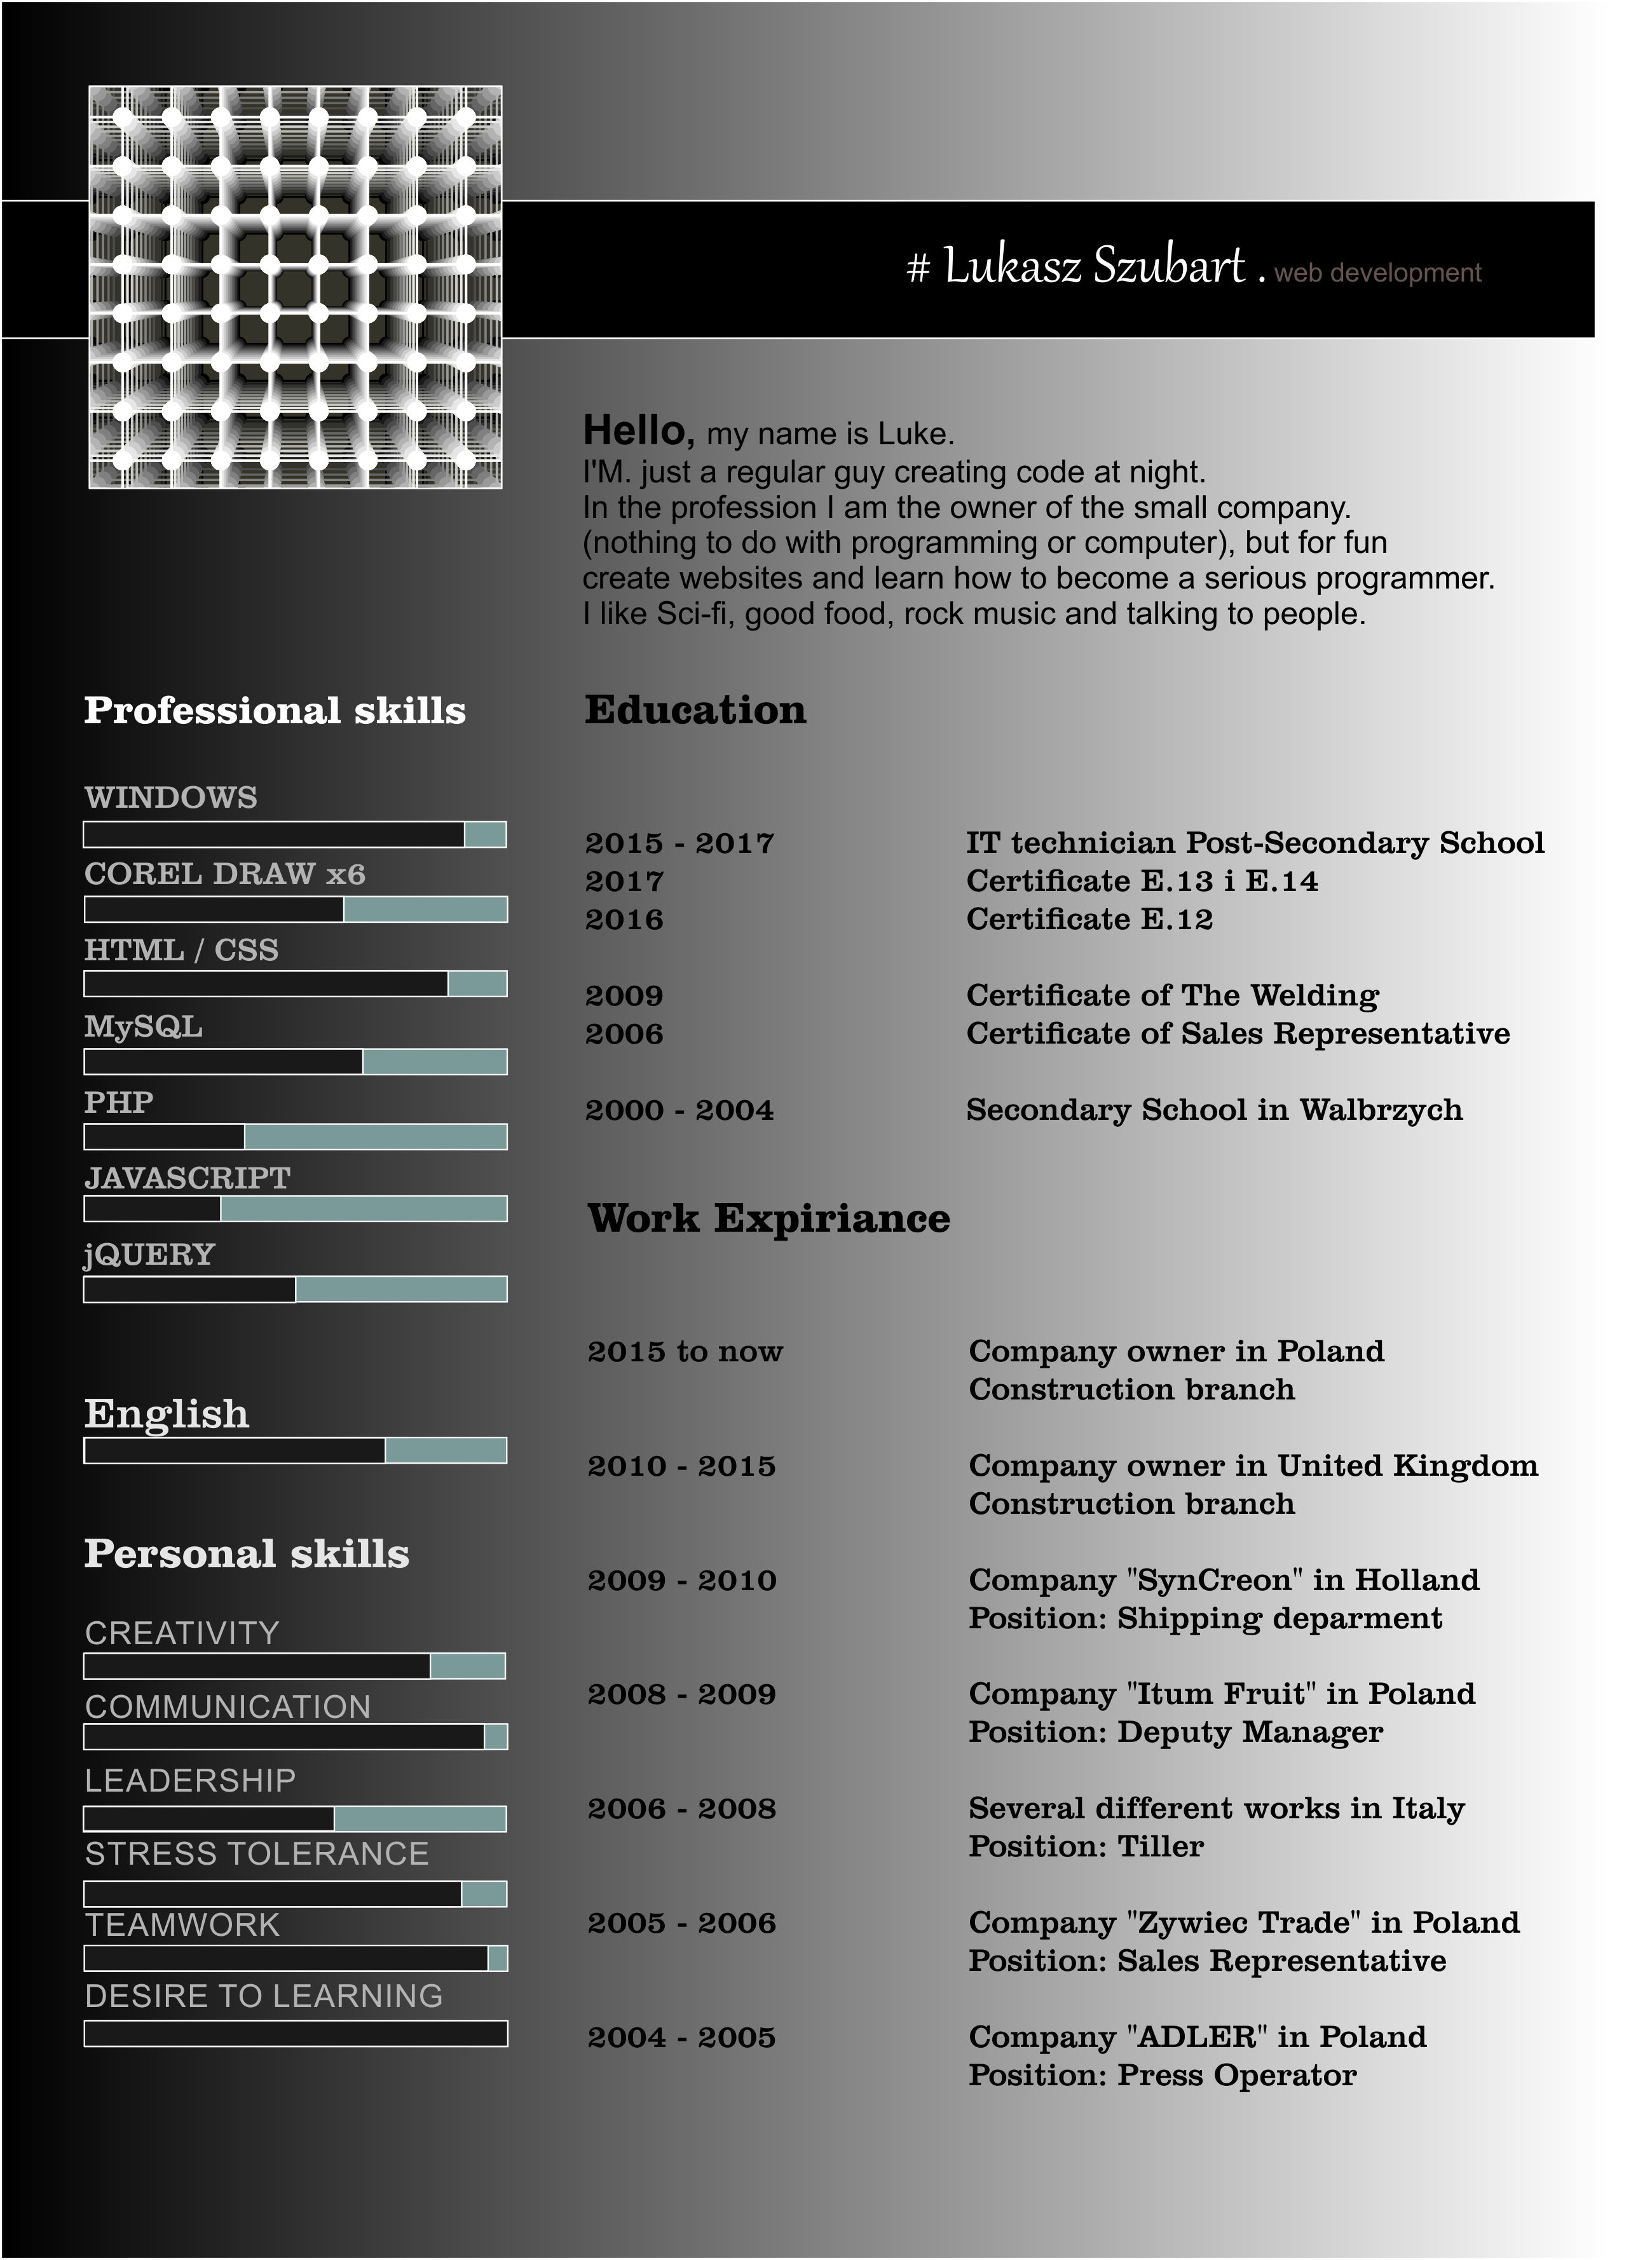 # Lukasz Szubart . web development
Hello, my name is Luke.
I'M. just a regular guy creating code at night.
In the profession I am the owner of the small company.
(nothing to do with programming or computer), but for fun
create websites and learn how to become a serious programmer.
I like Sci-fi, good food, rock music and talking to people.
Professional skills
WINDOWS
COREL DRAW x6
HTML / CSS
MySQL
PHP
JAVASCRIPT
jQUERY
English
Personal skills
CREATIVITY
COMMUNICATION
LEADERSHIP
STRESS TOLERANCE
TEAMWORK
DESIRE TO LEARNING
Education
2015 - 2017 IT technician Post-Secondary School
2017 Certificate E.13 i E.14
2016 Certificate E.12
2009 Certificate of The Welding
2006 Certificate of Sales Representative
2000 - 2004 Secondary School in Walbrzych
Work Expiriance
2015 to now Company owner in Poland
Construction branch
2010 - 2015 Company owner in United Kingdom
Construction branch
2009 - 2010 Company "SynCreon" in Holland
Position: Shipping deparment
2008 - 2009 Company "Itum Fruit" in Poland
Position: Deputy Manager
2006 - 2008 Several different works in Italy
Position: Tiller
2005 - 2006 Company "Zywiec Trade" in Poland
Position: Sales Representative
2004 - 2005 Company "ADLER" in Poland
Position: Press Operator